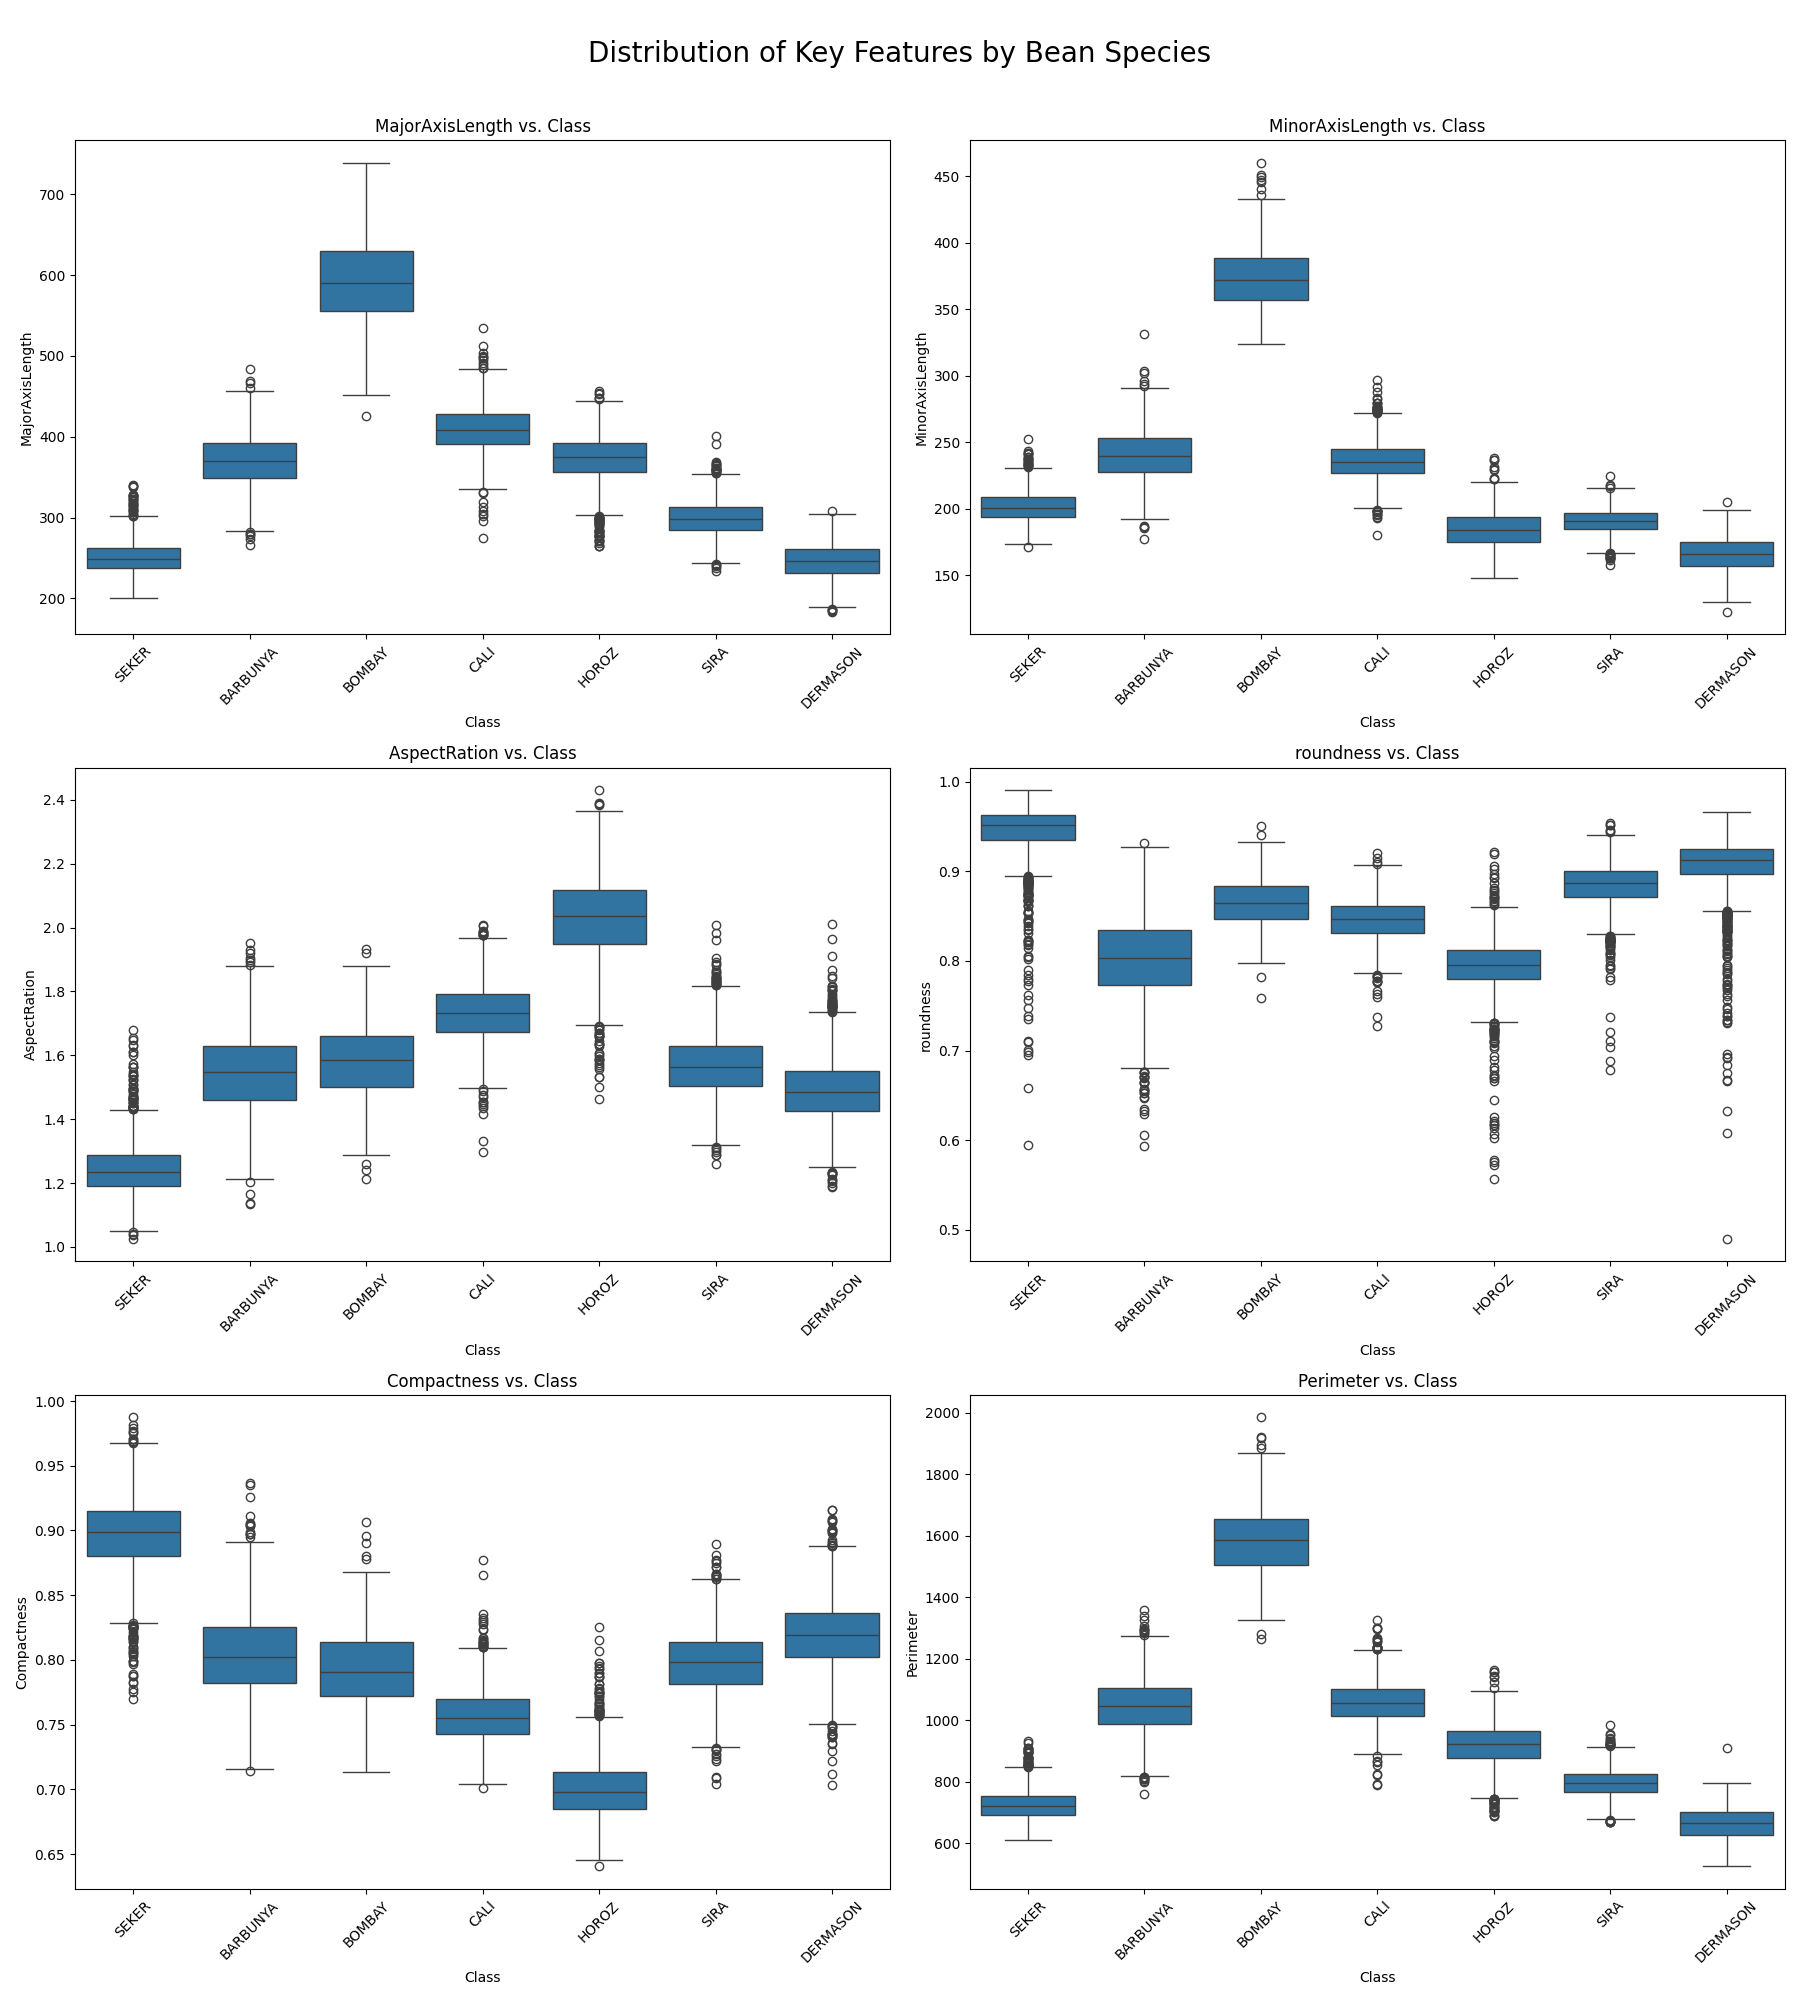 Distribution of Key Features by Bean Species
MajorAxisLength vs. Class
MajorAxisLength
700
600
500
400
300
200
SEKER
BARBUNYA
BOMBAY
CALI
HOROZ
SIRA
DERMASON
Class
MinorAxisLength vs. Class
MinorAxisLength
450
400
350
300
250
200
150
SEKER
BARBUNYA
BOMBAY
CALI
HOROZ
SIRA
DERMASON
Class
AspectRation vs. Class
AspectRation
2.4
2.2
2.0
1.8
1.6
1.4
1.2
1.0
SEKER
BARBUNYA
BOMBAY
CALI
HOROZ
SIRA
DERMASON
Class
roundness vs. Class
roundness
1.0
0.9
0.8
0.7
0.6
0.5
SEKER
BARBUNYA
BOMBAY
CALI
HOROZ
SIRA
DERMASON
Class
Compactness vs. Class
Compactness
1.00
0.95
0.90
0.85
0.80
0.75
0.70
0.65
SEKER
BARBUNYA
BOMBAY
CALI
HOROZ
SIRA
DERMASON
Class
Perimeter vs. Class
Perimeter
2000
1800
1600
1400
1200
1000
800
600
SEKER
BARBUNYA
BOMBAY
CALI
HOROZ
SIRA
DERMASON
Class